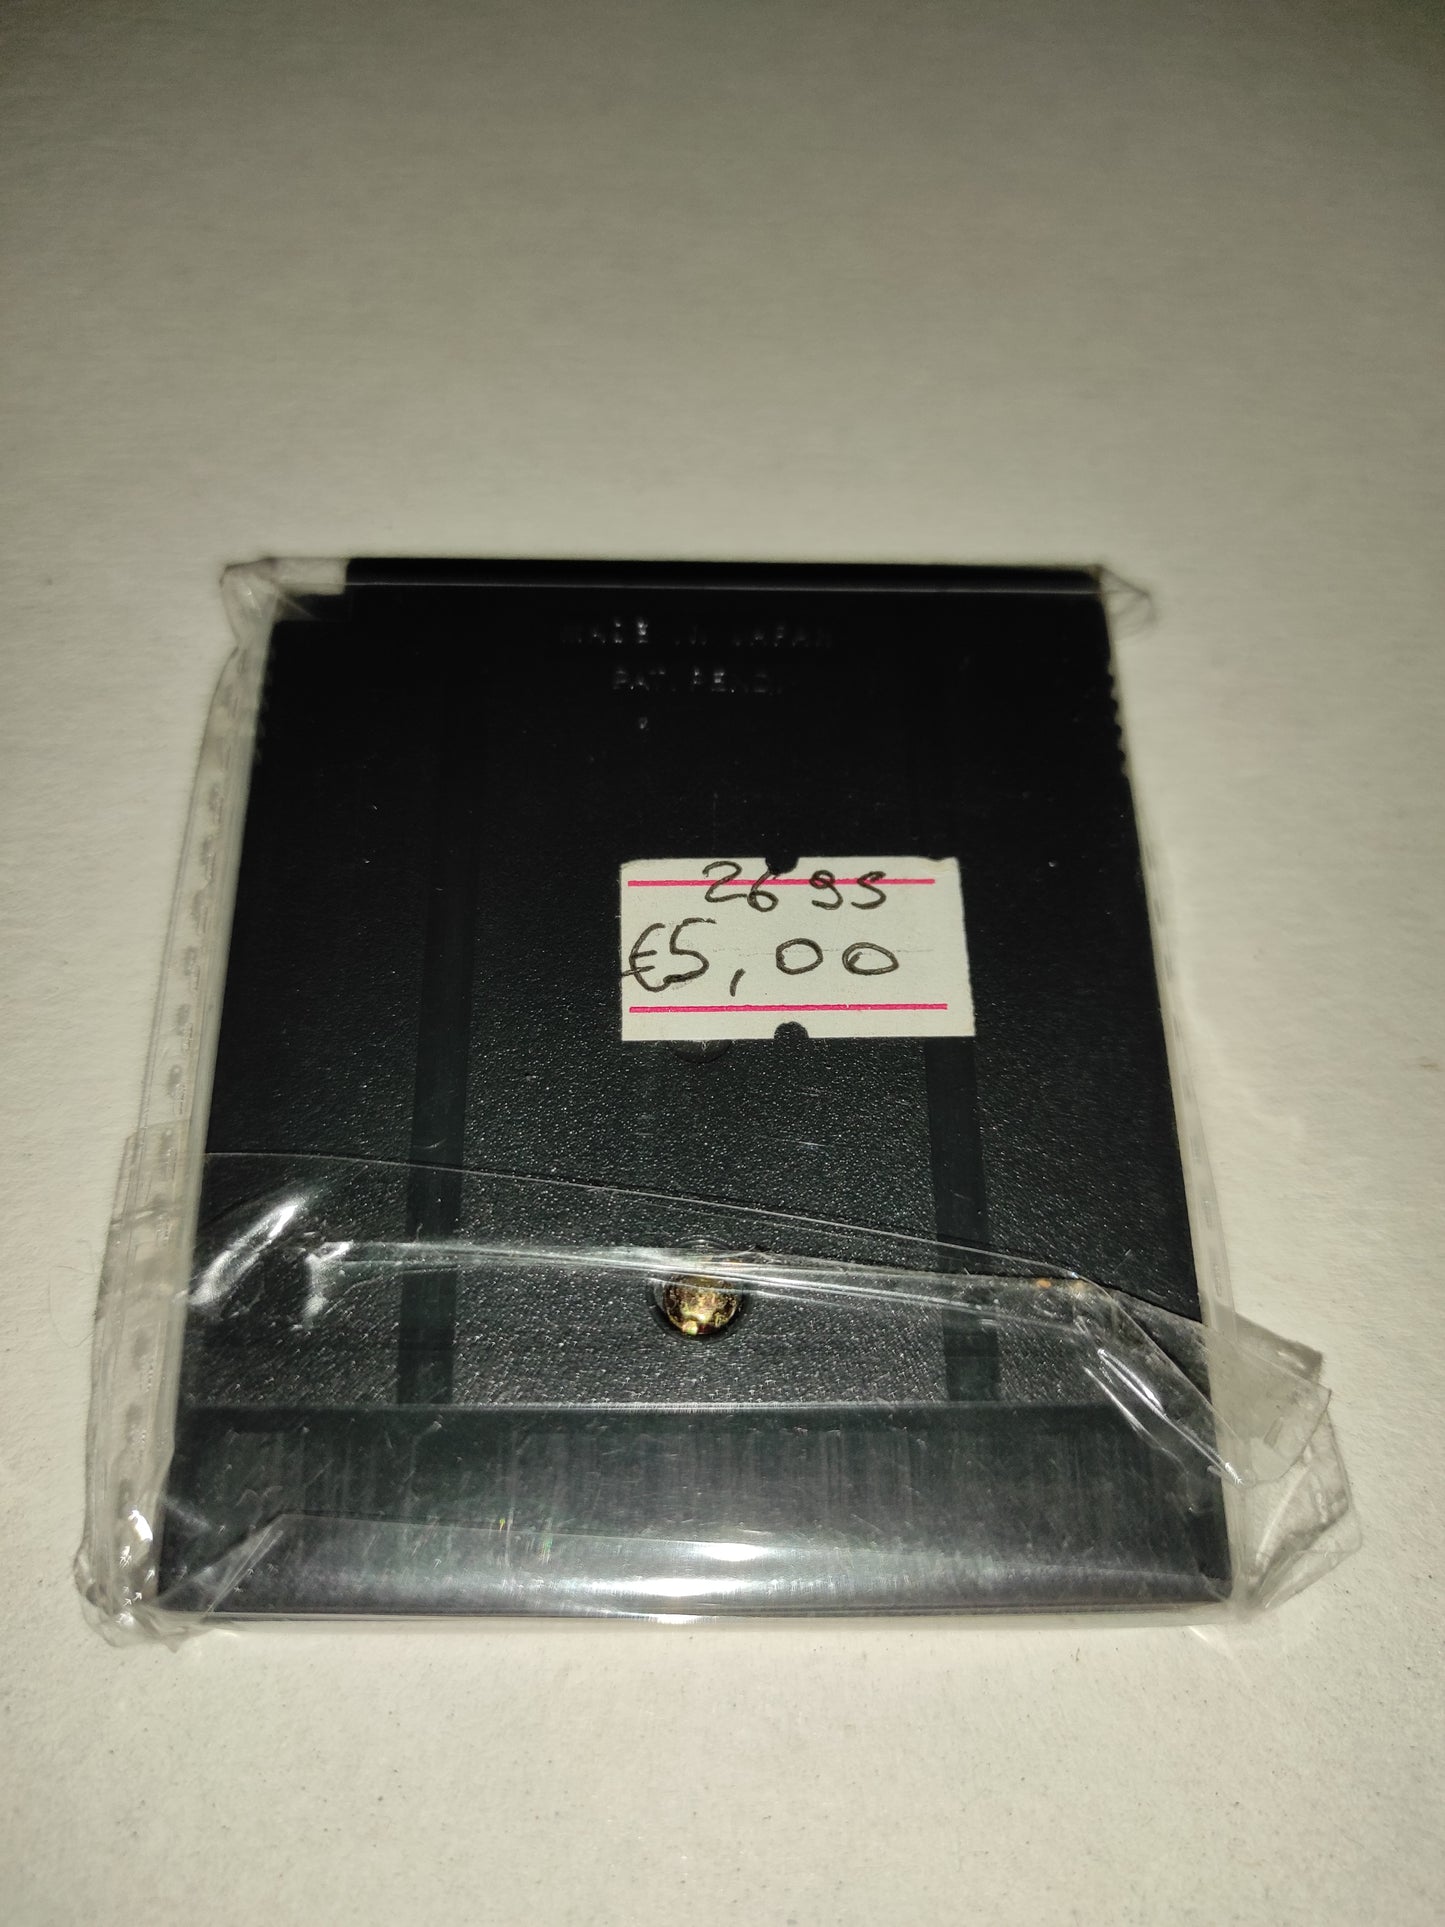 MADE IN JAPAN
PAT. PEND.
2695
€5,00